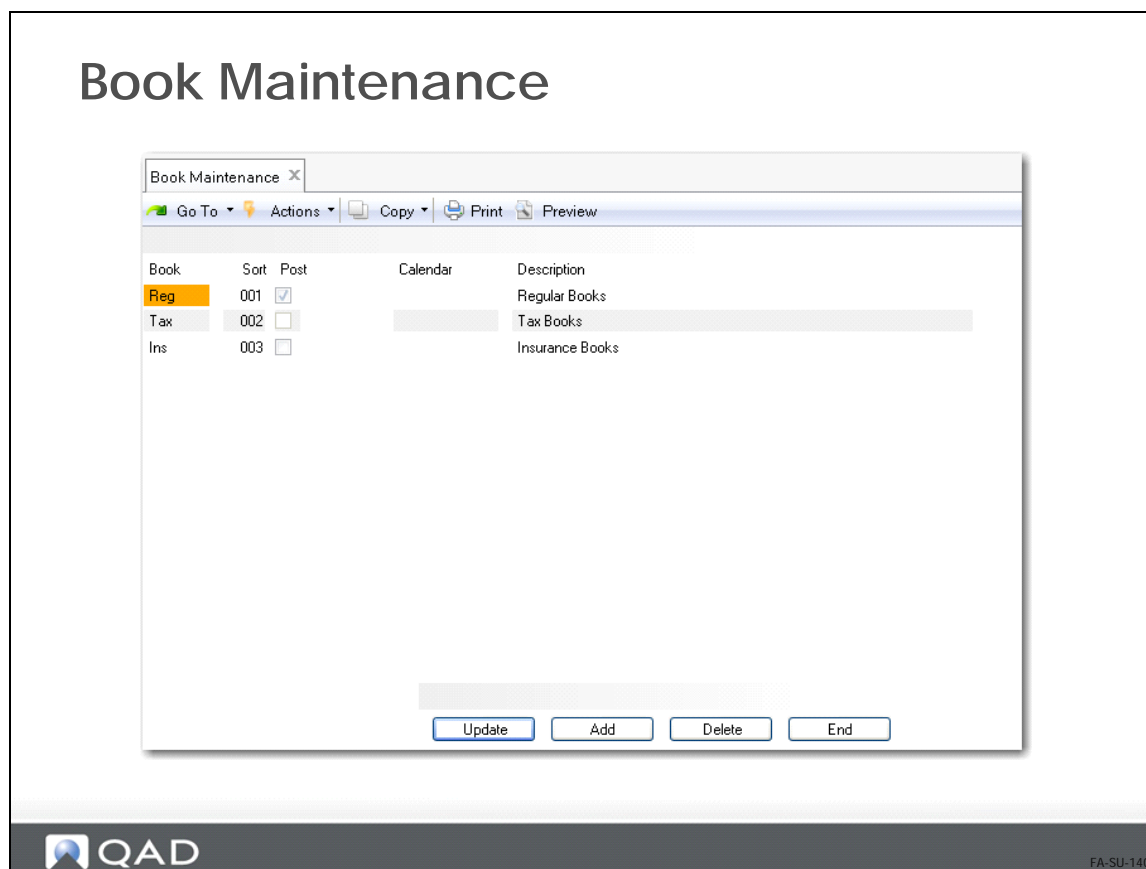 Book Maintenance
Book Maintenance X
Go To Actions Copy Print Preview
Book Sort Post Calendar Description
Reg 001 Regular Books
Tax 002 Tax Books
Ins 003 Insurance Books
Update Add Delete End
QAD